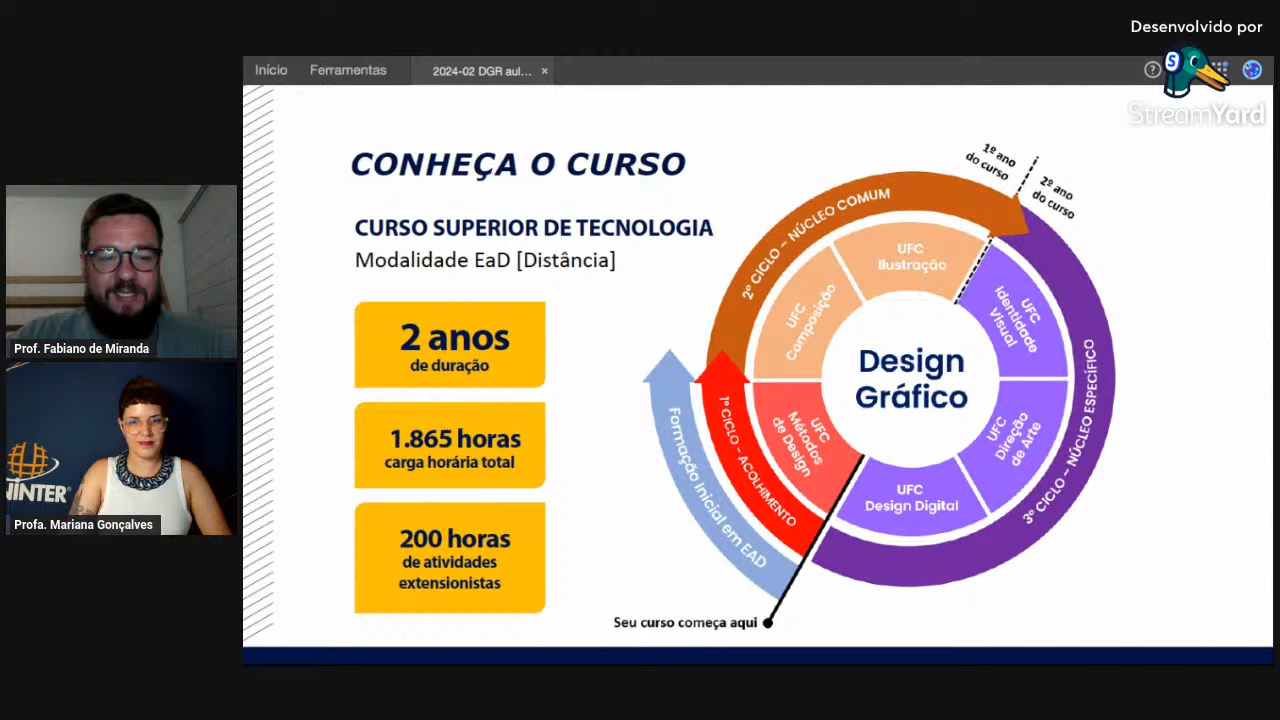 Desenvolvido por
StreamYard
Início
Ferramentas
2024-02 DGR aul...
×
?
S
CONHEÇA O CURSO
CURSO SUPERIOR DE TECNOLOGIA
Modalidade EaD [Distância]
2 anos
de duração
1.865 horas
carga horária total
200 horas
de atividades
extensionistas
1º ano
do curso
2º ano
do curso
2º CICLO – NÚCLEO COMUM
UFC
Ilustração
UFC
Composição
UFC
Identidade
Visual
Design
Gráfico
3º CICLO – NÚCLEO ESPECÍFICO
UFC
Direção
de Arte
UFC
Métodos
de Design
UFC
Design Digital
1º CICLO – ACOLHIMENTO
Formação Inicial em EAD
Seu curso começa aqui
Prof. Fabiano de Miranda
NINTER
Profa. Mariana Gonçalves